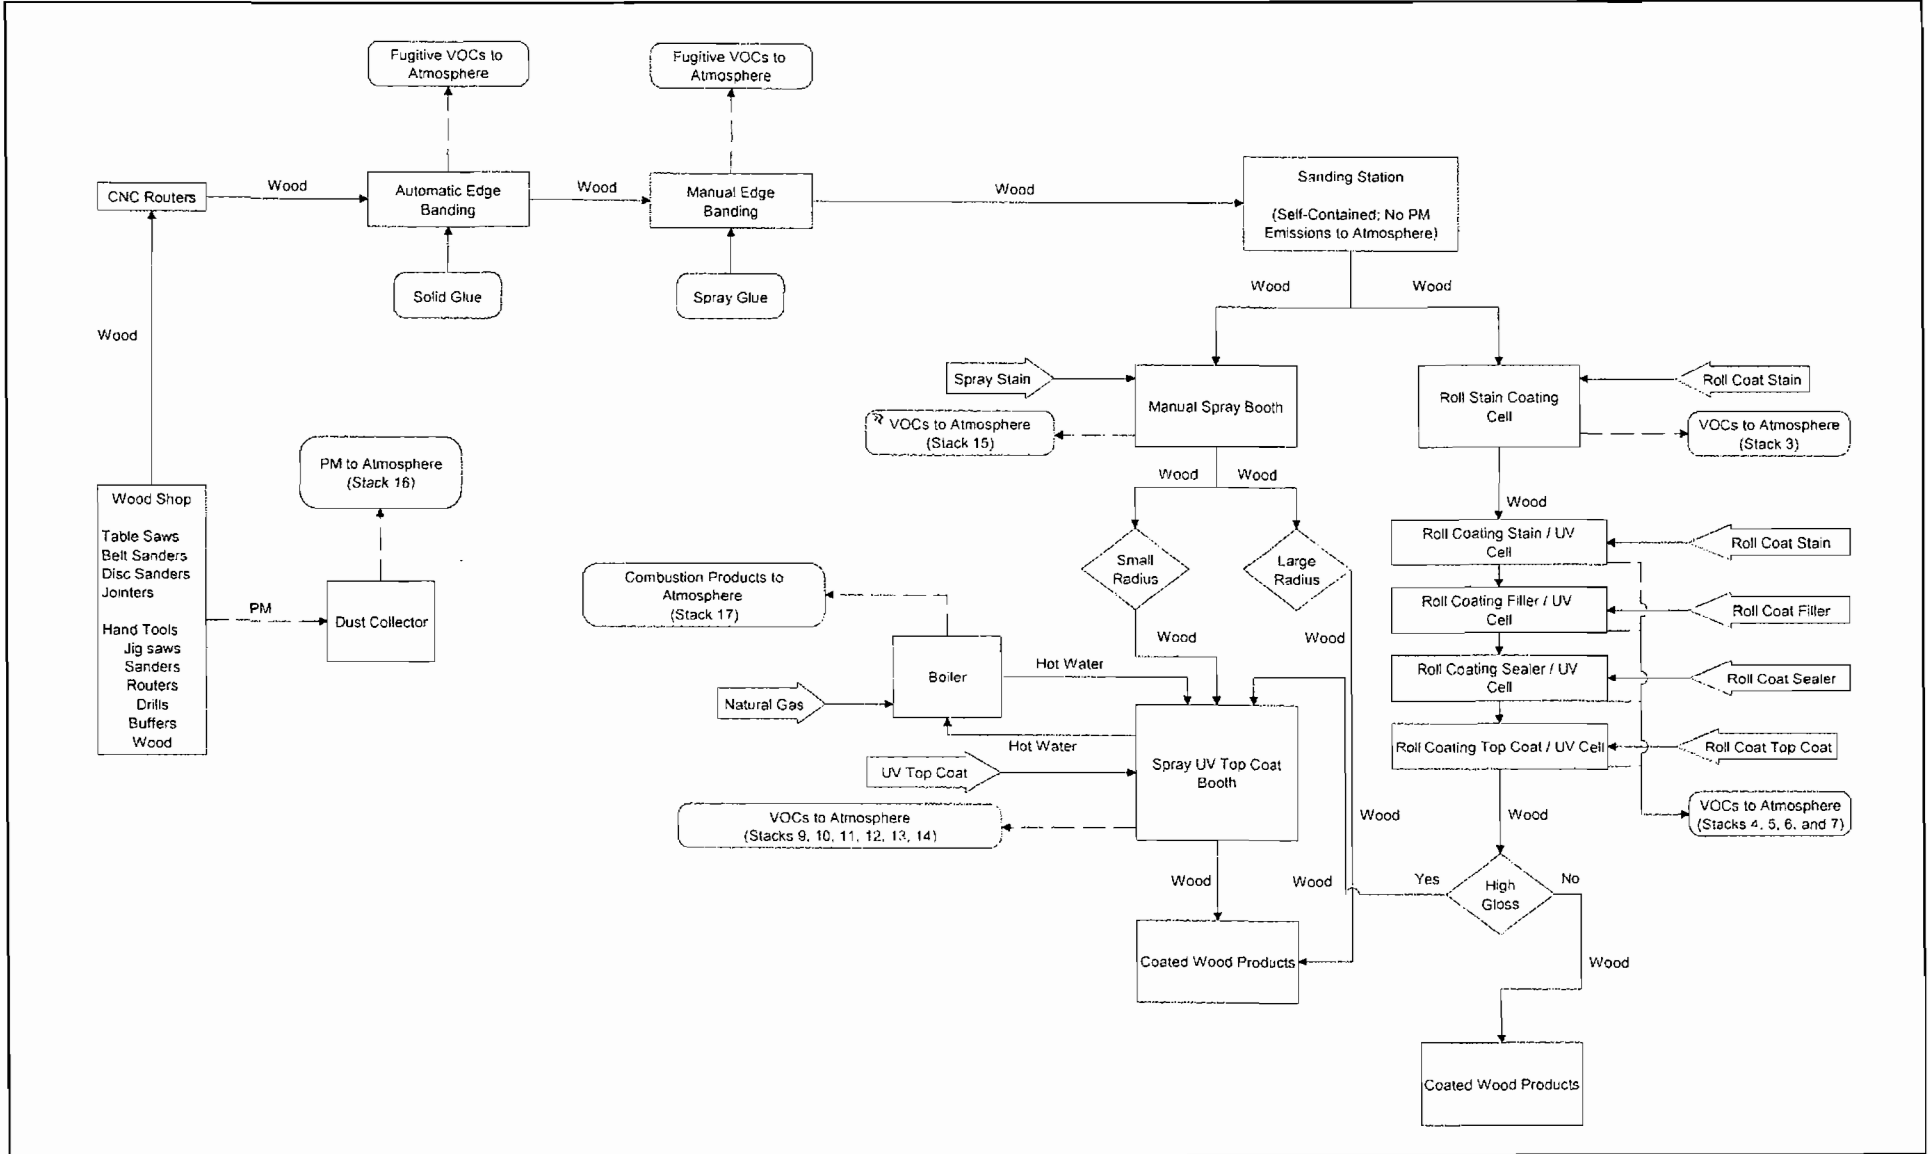 Fugitive VOCs to
Atmosphere
Fugitive VOCs to
Atmosphere
CNC Routers
Wood
Automatic Edge
Banding
Wood
Manual Edge
Banding
Wood
Sanding Station
(Self-Contained; No PM
Emissions to Atmosphere)
Solid Glue
Spray Glue
Wood
Wood
Wood
Spray Stain
Manual Spray Booth
VOCs to Atmosphere
(Stack 15)
Roll Stain Coating
Cell
Roll Coat Stain
VOCs to Atmosphere
(Stack 3)
PM to Atmosphere
(Stack 16)
Wood Shop
Table Saws
Belt Sanders
Disc Sanders
Jointers
Hand Tools
Jig saws
Sanders
Routers
Drills
Buffers
Wood
PM
Dust Collector
Wood
Wood
Small
Radius
Large
Radius
Wood
Wood
Wood
Roll Coating Stain / UV
Cell
Roll Coat Stain
Roll Coating Filler / UV
Cell
Roll Coat Filler
Roll Coating Sealer / UV
Cell
Roll Coat Sealer
Roll Coating Top Coat / UV Cell
Roll Coat Top Coat
VOCs to Atmosphere
(Stacks 4, 5, 6, and 7)
Combustion Products to
Atmosphere
(Stack 17)
Boiler
Natural Gas
Hot Water
Hot Water
UV Top Coat
Spray UV Top Coat
Booth
VOCs to Atmosphere
(Stacks 9, 10, 11, 12, 13, 14)
Wood
Wood
Wood
Wood
Yes
High
Gloss
No
Coated Wood Products
Wood
Coated Wood Products